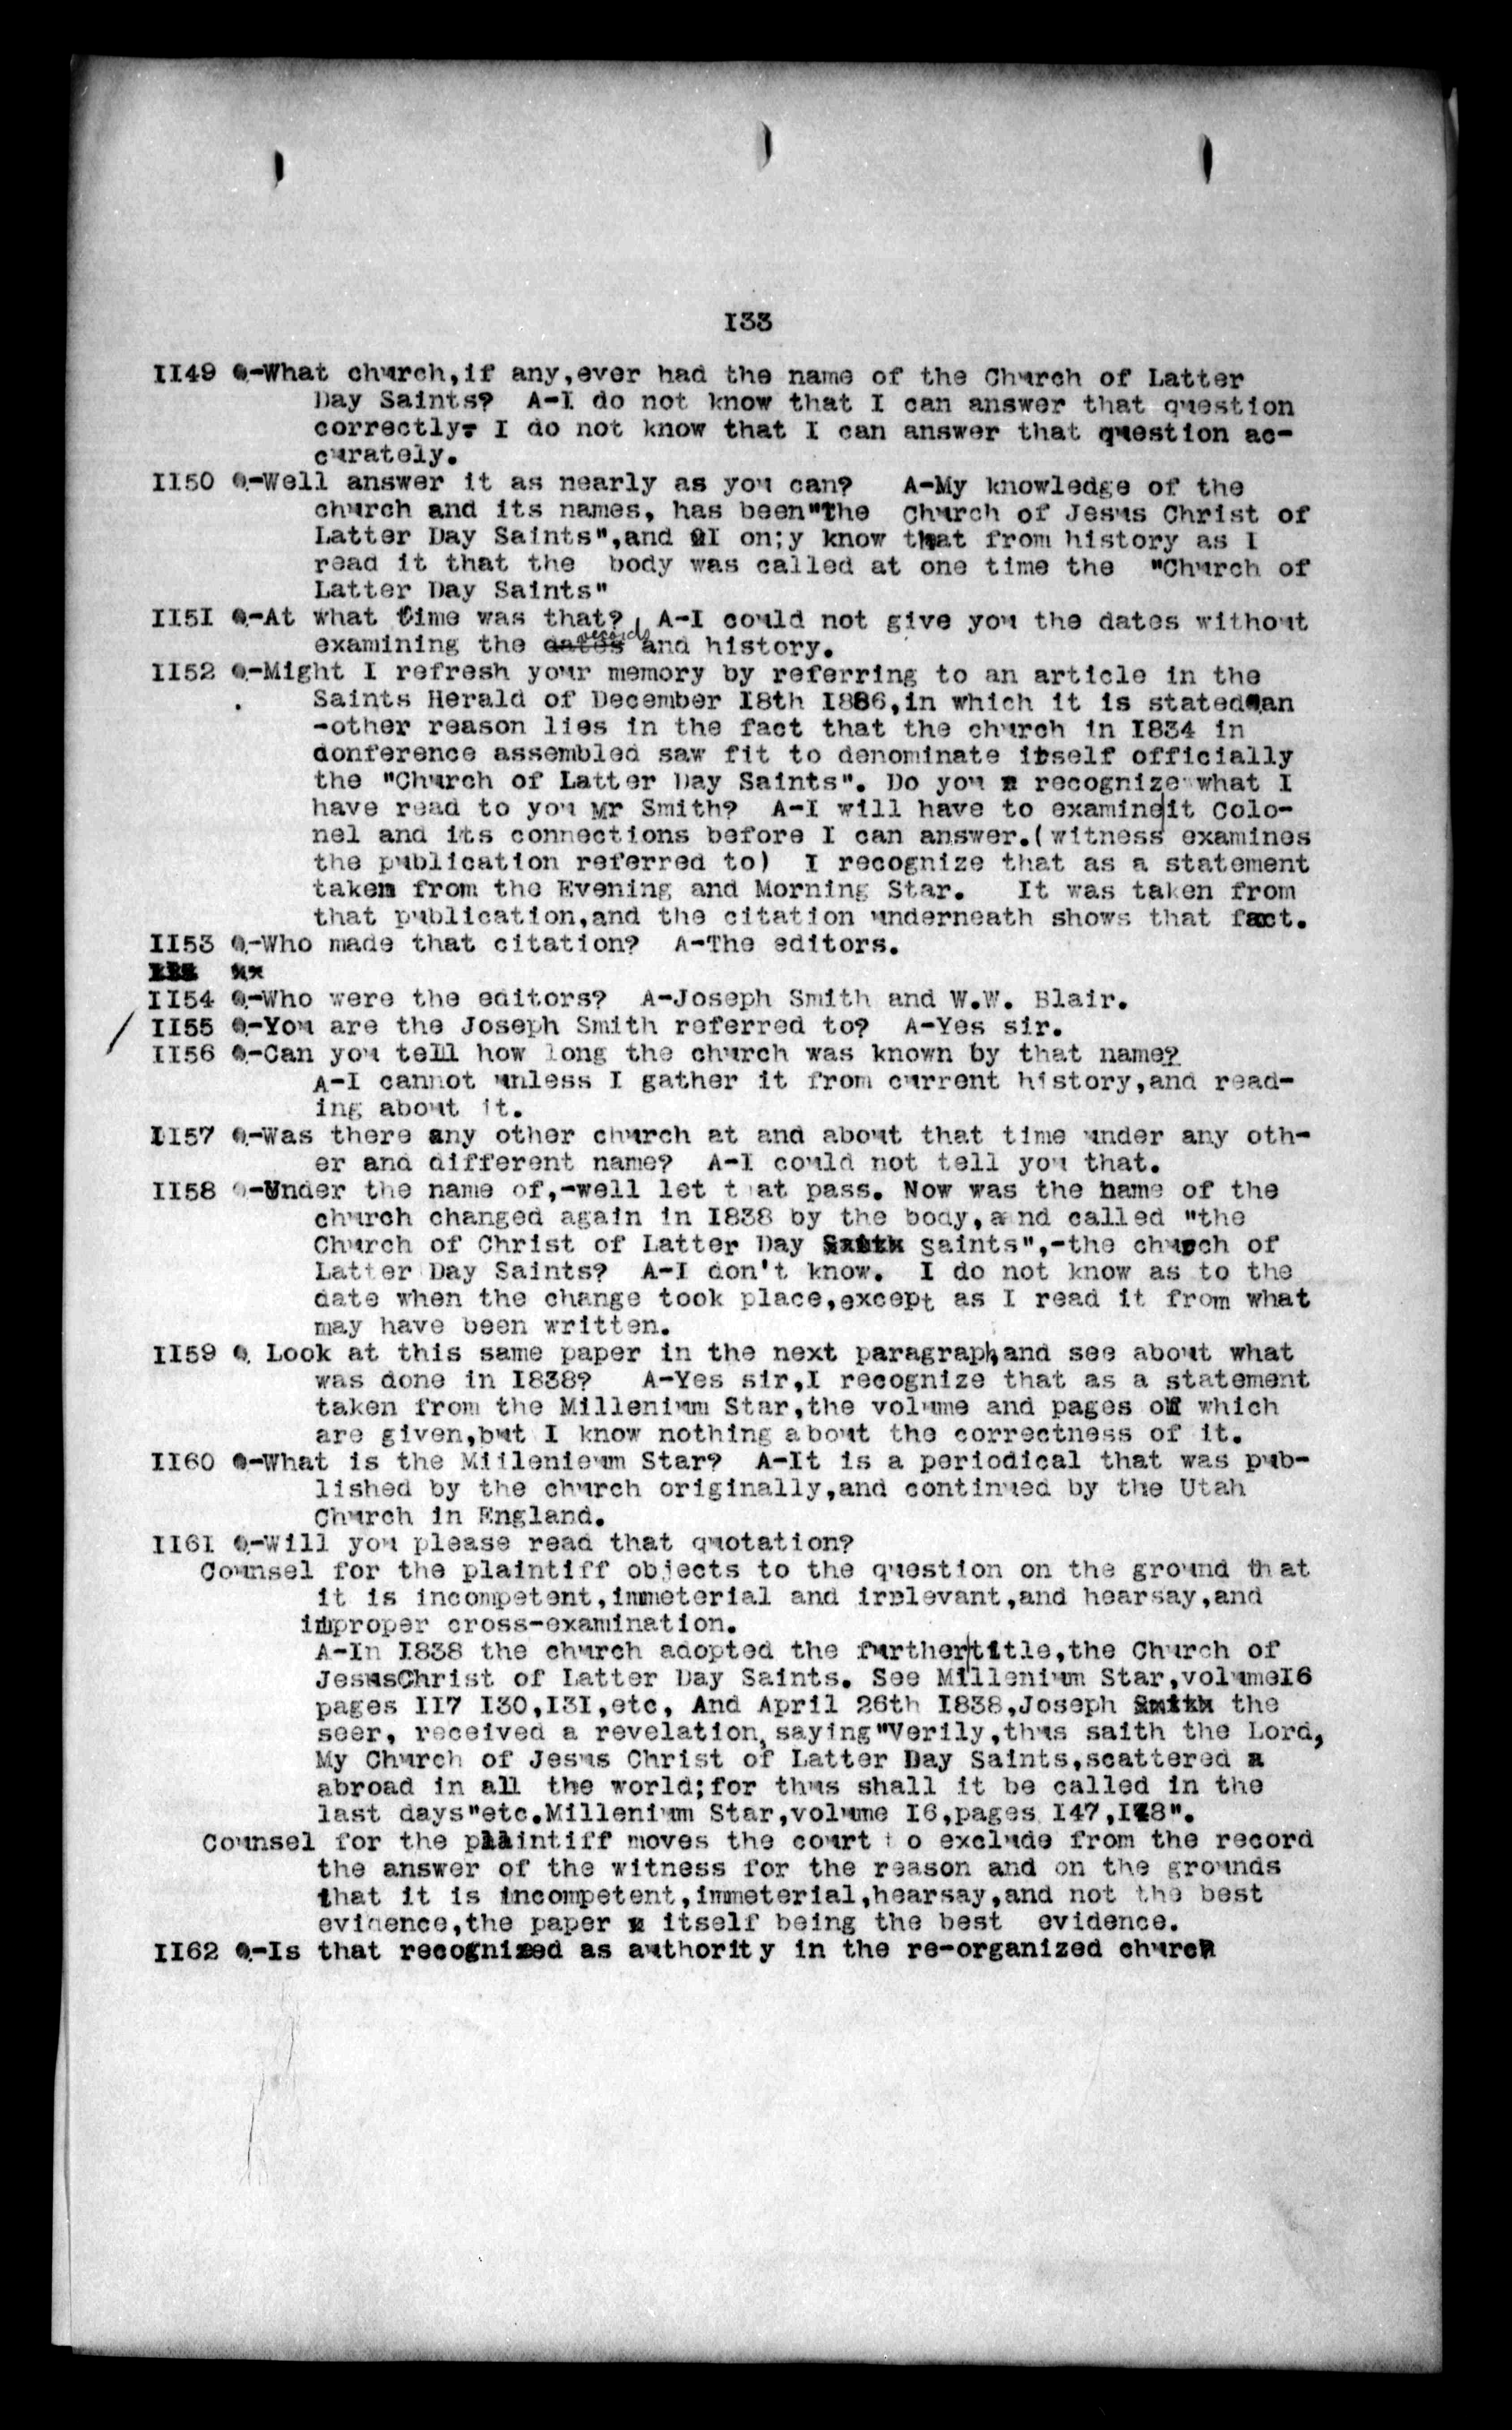 I33
II49 Q-What church,if any,ever had the name of the Church of Latter
Day Saints? A-I do not know that I can answer that question
correctly- I do not know that I can answer that question ac-
curately.
II50 Q-Well answer it as nearly as you can? A-My knowledge of the
church and its names, has been"The Church of Jesus Christ of
Latter Day Saints",and I on;y know that from history as I
read it that the body was called at one time the "Church of
Latter Day Saints"
II5I Q-At what time was that? A-I could not give you the dates without
examining the dates records and history.
II52 Q-Might I refresh your memory by referring to an article in the
Saints Herald of December I8th I886,in which it is stated"an
-other reason lies in the fact that the church in I834 in
conference assembled saw fit to denominate itself officially
the "Church of Latter Day Saints". Do you x recognize what I
have read to you Mr Smith? A-I will have to examine it Colo-
nel and its connections before I can answer.(witness examines
the publication referred to) I recognize that as a statement
taken from the Evening and Morning Star. It was taken from
that publication,and the citation underneath shows that fact.
II53 Q-Who made that citation? A-The editors.
xx
II54 Q-Who were the editors? A-Joseph Smith and W.W. Blair.
II55 Q-You are the Joseph Smith referred to? A-Yes sir.
II56 Q-Can you tell how long the church was known by that name?
A-I cannot unless I gather it from current history,and read-
ing about it.
II57 Q-Was there any other church at and about that time under any oth-
er and different name? A-I could not tell you that.
II58 Q-Under the name of,-well let t at pass. Now was the name of the
church changed again in I838 by the body,a nd called "the
Church of Christ of Latter Day Saints",-the church of
Latter Day Saints? A-I don't know. I do not know as to the
date when the change took place,except as I read it from what
may have been written.
II59 Q. Look at this same paper in the next paragraph,and see about what
was done in I838? A-Yes sir,I recognize that as a statement
taken from the Millenium Star,the volume and pages of which
are given,but I know nothing about the correctness of it.
II60 Q-What is the Miilenieum Star? A-It is a periodical that was pub-
lished by the church originally,and continued by the Utah
Church in England.
II6I Q-Will you please read that quotation?
Counsel for the plaintiff objects to the question on the ground that
it is incompetent,immeterial and irrlevant,and hearsay,and
improper cross-examination.
A-In I838 the church adopted the further title,the Church of
JesusChrist of Latter Day Saints. See Millenium Star,volumeI6
pages II7 I30,I3I,etc, And April 26th I838,Joseph Smith the
seer, received a revelation, saying"Verily,thus saith the Lord,
My Church of Jesus Christ of Latter Day Saints,scattered a
abroad in all the world;for thus shall it be called in the
last days"etc.Millenium Star,volume I6,pages I47,I48".
Counsel for the plaintiff moves the court t o exclude from the record
the answer of the witness for the reason and on the grounds
that it is incompetent,immeterial,hearsay,and not the best
evidence,the paper x itself being the best evidence.
II62 Q-Is that recognized as authority in the re-organized church